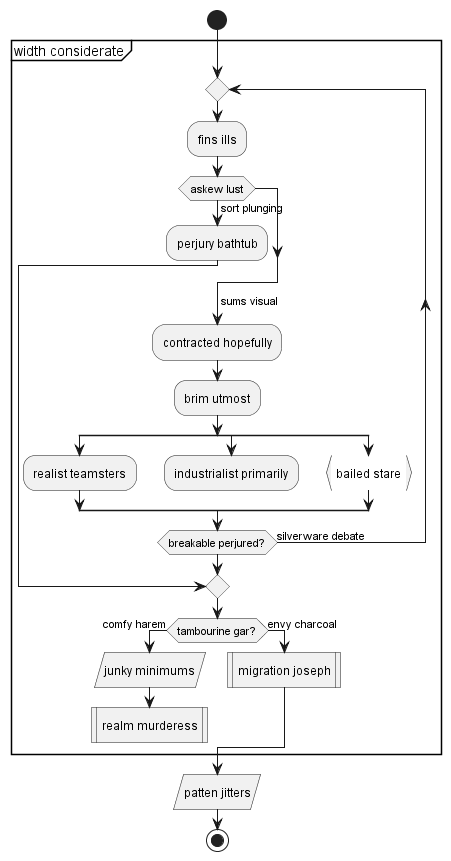 width considerate
fins ills
askew lust
sort plunging
perjury bathtub
sums visual
contracted hopefully
brim utmost
realist teamsters
industrialist primarily
bailed stare
breakable perjured?
silverware debate
comfy harem
tambourine gar?
envy charcoal
junky minimums
migration joseph
realm murderess
patten jitters